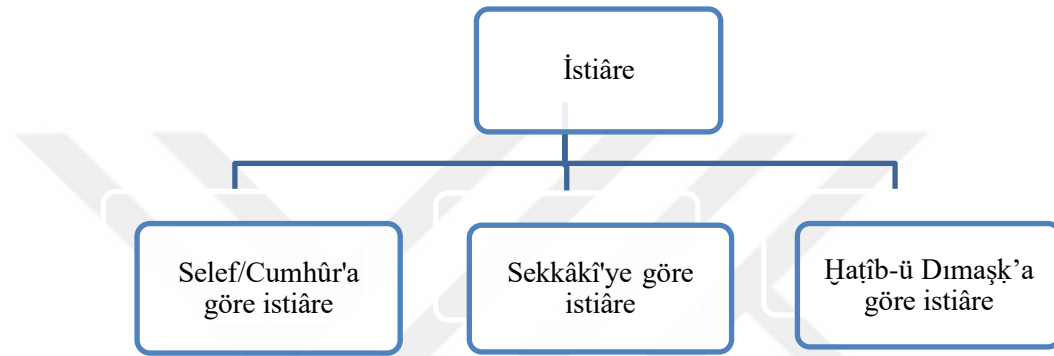 İstiâre
Selef/Cumhûr'a
göre istiâre
Sekkâkî'ye göre
istiâre
Ḫaṭîb-ü Dımaşḳ’a
göre istiâre